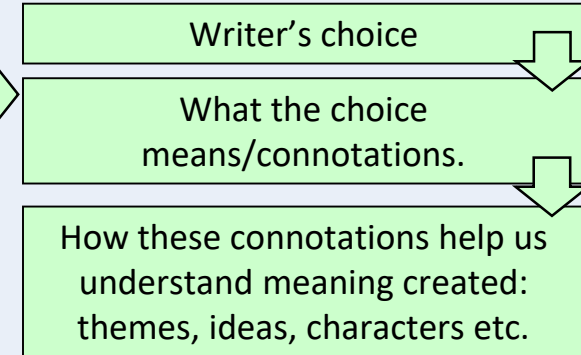 Writer’s choice
What the choice
means/connotations.
How these connotations help us
understand meaning created:
themes, ideas, characters etc.